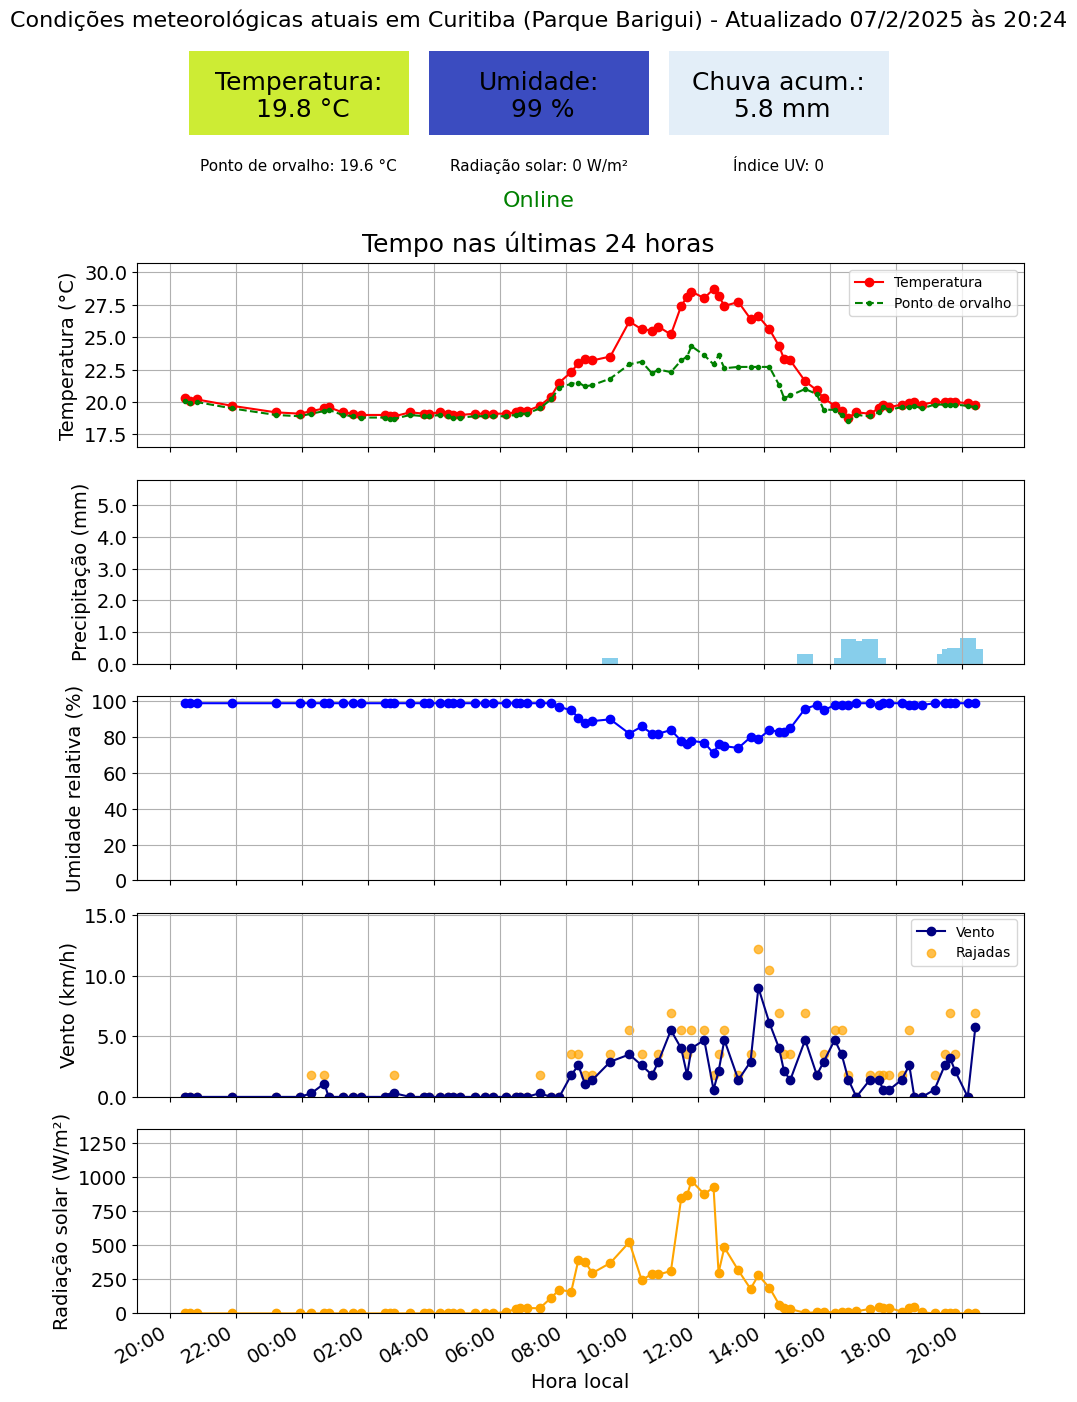 Condições meteorológicas atuais em Curitiba (Parque Barigui) - Atualizado 07/2/2025 às 20:24
Temperatura:
19.8 °C
Umidade:
99 %
Chuva acum.:
5.8 mm
Ponto de orvalho: 19.6 °C
Radiação solar: 0 W/m²
Índice UV: 0
Online
Tempo nas últimas 24 horas
Temperatura (°C)
30.0
27.5
25.0
22.5
20.0
17.5
Temperatura
Ponto de orvalho
Precipitação (mm)
5.0
4.0
3.0
2.0
1.0
0.0
Umidade relativa (%)
100
80
60
40
20
0
Vento (km/h)
15.0
10.0
5.0
0.0
Vento
Rajadas
Radiação solar (W/m²)
1250
1000
750
500
250
0
20:00
22:00
00:00
02:00
04:00
06:00
08:00
10:00
12:00
14:00
16:00
18:00
20:00
Hora local